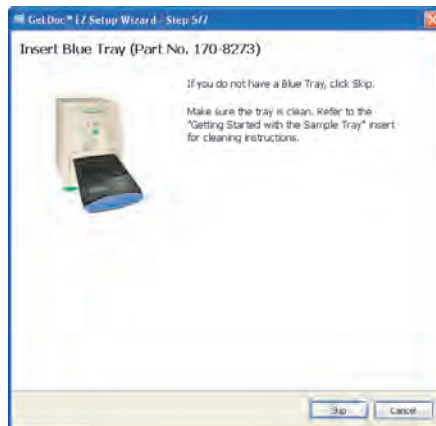 Gel Doc™ EZ Setup Wizard - Step 5/7
Insert Blue Tray (Part No. 170-8273)
If you do not have a Blue Tray, click Skip.
Make sure the tray is clean. Refer to the
"Getting Started with the Sample Tray" insert
for cleaning instructions.
Skip
Cancel